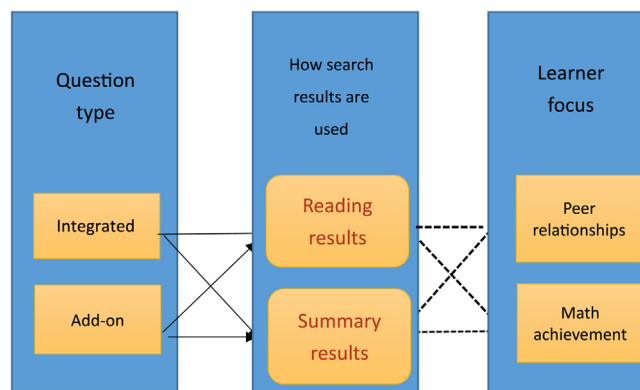 Question
type
Integrated
Add-on
How search
results are
used
Reading
results
Summary
results
Learner
focus
Peer
relationships
Math
achievement